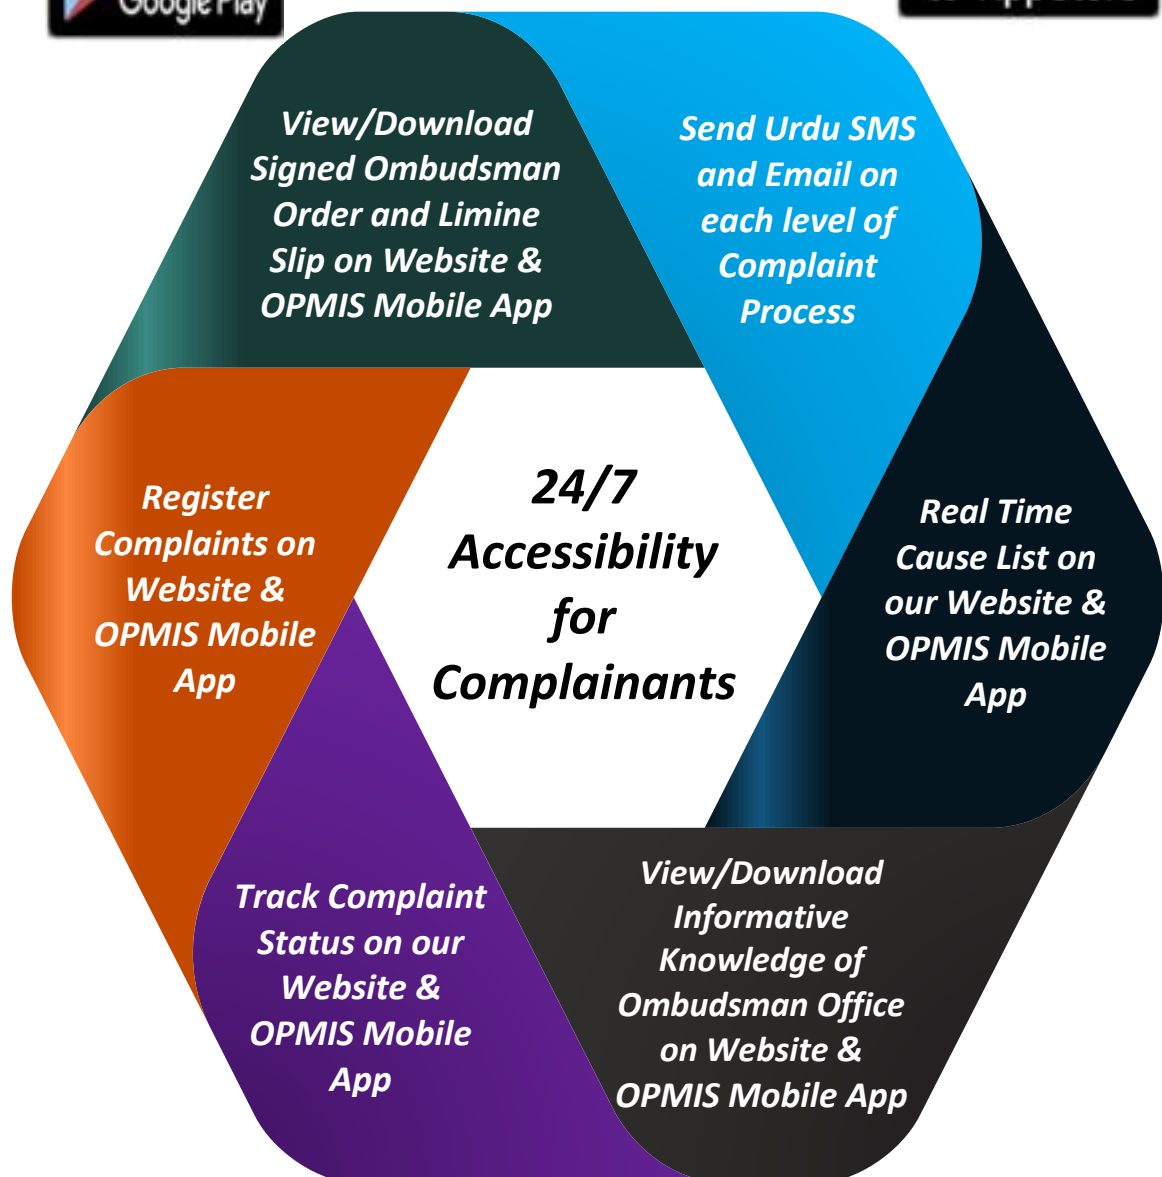 Google Play
View/Download
Signed Ombudsman
Order and Limine
Slip on Website &
OPMIS Mobile App
Send Urdu SMS
and Email on
each level of
Complaint
Process
Register
Complaints on
Website &
OPMIS Mobile
App
24/7
Accessibility
for
Complainants
Real Time
Cause List on
our Website &
OPMIS Mobile
App
Track Complaint
Status on our
Website &
OPMIS Mobile
App
View/Download
Informative
Knowledge of
Ombudsman Office
on Website &
OPMIS Mobile App